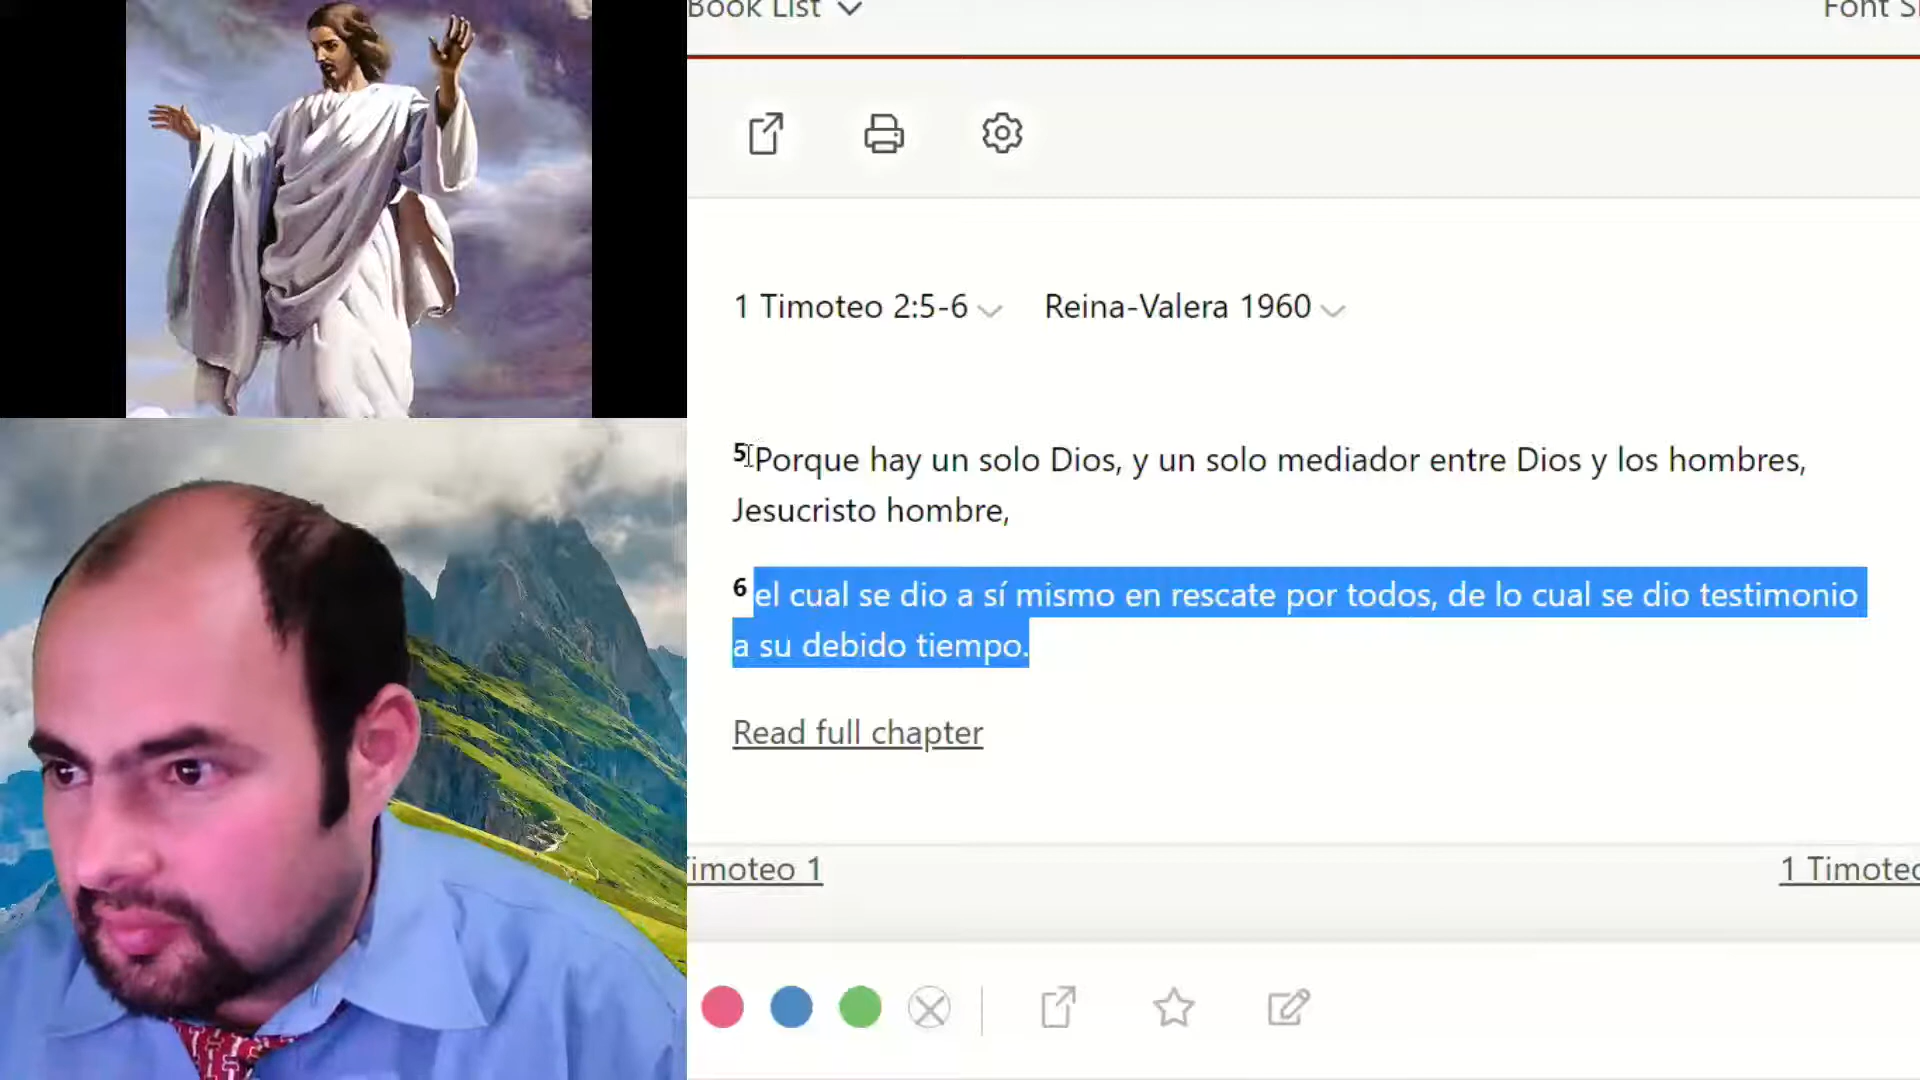 Book List
Font
1 Timoteo 2:5-6 Reina-Valera 1960
5 Porque hay un solo Dios, y un solo mediador entre Dios y los hombres,
Jesucristo hombre,
6 el cual se dio a sí mismo en rescate por todos, de lo cual se dio testimonio
a su debido tiempo.
Read full chapter
imoteo 1
1 Timoteo